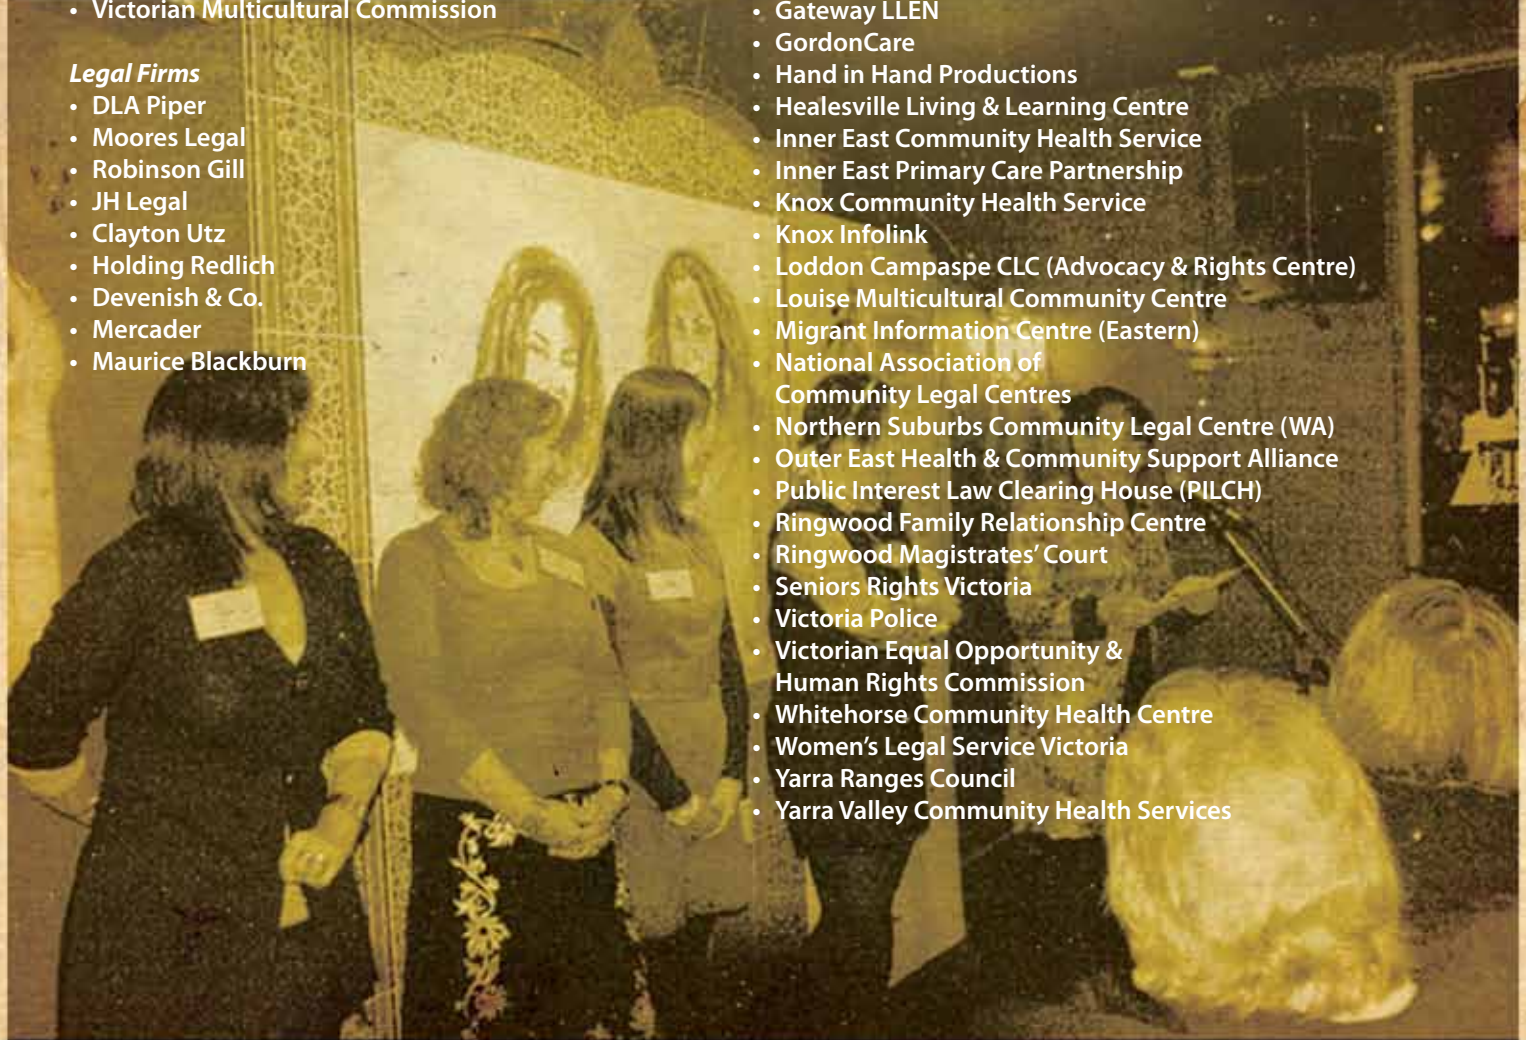 • Victorian Multicultural Commission
Legal Firms
• DLA Piper
• Moores Legal
• Robinson Gill
• JH Legal
• Clayton Utz
• Holding Redlich
• Devenish & Co.
• Mercader
• Maurice Blackburn
• Gateway LLEN
• GordonCare
• Hand in Hand Productions
• Healesville Living & Learning Centre
• Inner East Community Health Service
• Inner East Primary Care Partnership
• Knox Community Health Service
• Knox Infolink
• Loddon Campaspe CLC (Advocacy & Rights Centre)
• Louise Multicultural Community Centre
• Migrant Information Centre (Eastern)
• National Association of
Community Legal Centres
• Northern Suburbs Community Legal Centre (WA)
• Outer East Health & Community Support Alliance
• Public Interest Law Clearing House (PILCH)
• Ringwood Family Relationship Centre
• Ringwood Magistrates’ Court
• Seniors Rights Victoria
• Victoria Police
• Victorian Equal Opportunity &
Human Rights Commission
• Whitehorse Community Health Centre
• Women’s Legal Service Victoria
• Yarra Ranges Council
• Yarra Valley Community Health Services